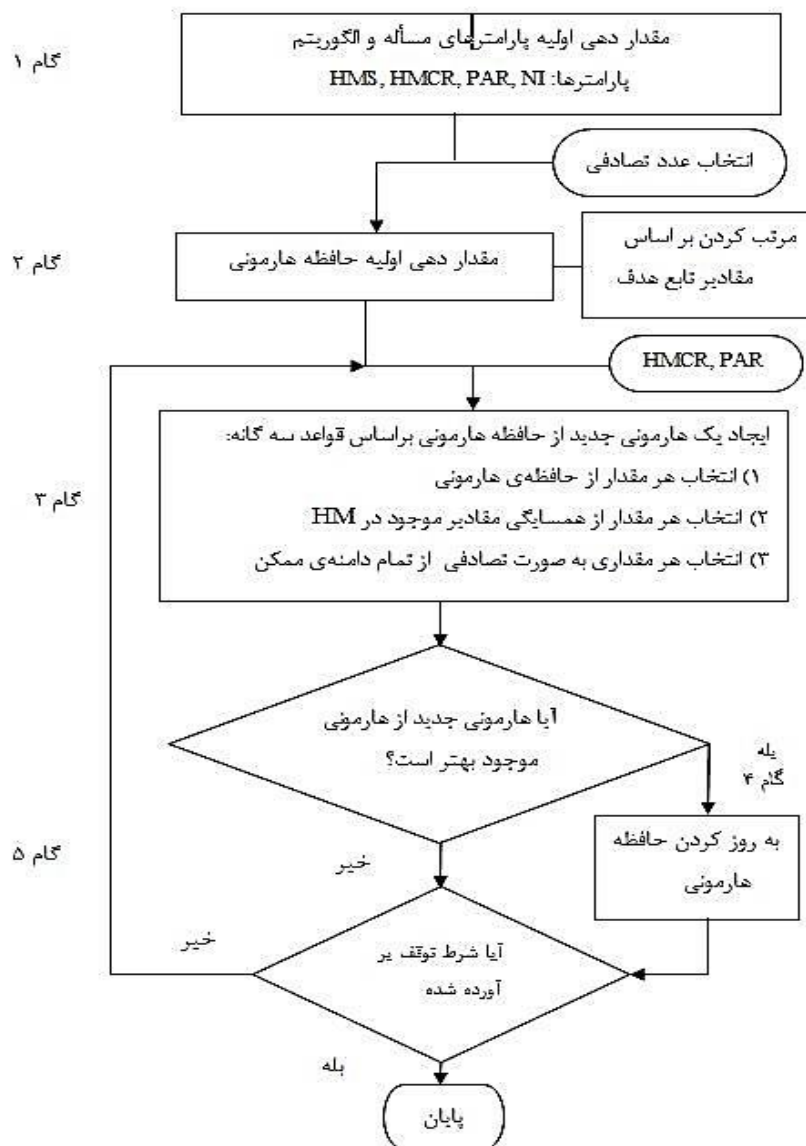 مقدار دهی اولیه پارامترهای مسأله و الگوریتم
پارامترها: HMS, HMCR, PAR, NI
گام ۱
انتخاب عدد تصادفی
مقدار دهی اولیه حافظه هارمونی
مرتب کردن بر اساس
مقادیر تابع هدف
گام ۲
HMCR, PAR
ایجاد یک هارمونی جدید از حافظه هارمونی براساس قواعد سه گانه:
۱) انتخاب هر مقدار از حافظه‌ی هارمونی
۲) انتخاب هر مقدار از همسایگی مقادیر موجود در HM
۳) انتخاب هر مقداری به صورت تصادفی از تمام دامنه‌ی ممکن
گام ۳
آیا هارمونی جدید از هارمونی
موجود بهتر است؟
بله
گام ۴
به روز کردن حافظه
هارمونی
خیر
گام ۵
آیا شرط توقف بر
آورده شده
خیر
بله
پایان